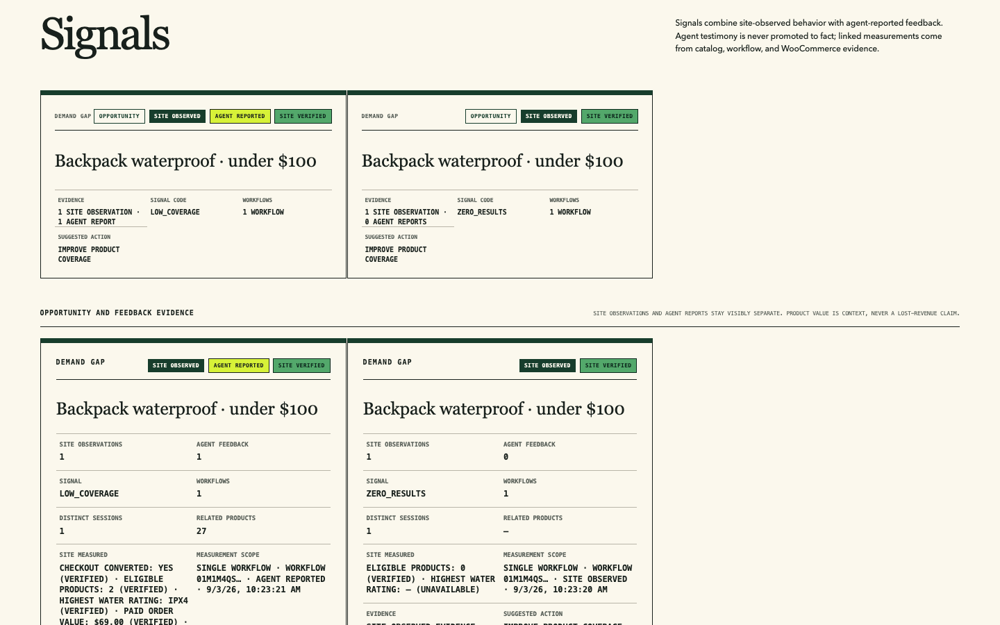 Signals
Signals combine site-observed behavior with agent-reported feedback.
Agent testimony is never promoted to fact; linked measurements come
from catalog, workflow, and WooCommerce evidence.
DEMAND GAP OPPORTUNITY SITE OBSERVED AGENT REPORTED SITE VERIFIED
Backpack waterproof · under $100
EVIDENCE SIGNAL CODE WORKFLOWS
1 SITE OBSERVATION · LOW_COVERAGE 1 WORKFLOW
1 AGENT REPORT
SUGGESTED ACTION
IMPROVE PRODUCT
COVERAGE
DEMAND GAP OPPORTUNITY SITE OBSERVED SITE VERIFIED
Backpack waterproof · under $100
EVIDENCE SIGNAL CODE WORKFLOWS
1 SITE OBSERVATION · ZERO_RESULTS 1 WORKFLOW
0 AGENT REPORTS
SUGGESTED ACTION
IMPROVE PRODUCT
COVERAGE
OPPORTUNITY AND FEEDBACK EVIDENCE
SITE OBSERVATIONS AND AGENT REPORTS STAY VISIBLY SEPARATE. PRODUCT VALUE IS CONTEXT, NEVER A LOST-REVENUE CLAIM.
DEMAND GAP SITE OBSERVED AGENT REPORTED SITE VERIFIED
Backpack waterproof · under $100
SITE OBSERVATIONS AGENT FEEDBACK
1 1
SIGNAL WORKFLOWS
LOW_COVERAGE 1
DISTINCT SESSIONS RELATED PRODUCTS
1 27
SITE MEASURED
CHECKOUT CONVERTED: YES
(VERIFIED) · ELIGIBLE
PRODUCTS: 2 (VERIFIED) ·
HIGHEST WATER RATING: IPX4
(VERIFIED) · PAID ORDER
VALUE: $69.00 (VERIFIED) ·
MEASUREMENT SCOPE
SINGLE WORKFLOW · WORKFLOW
01M1M4QS… · AGENT REPORTED
· 9/3/26, 10:23:21 AM
DEMAND GAP SITE OBSERVED SITE VERIFIED
Backpack waterproof · under $100
SITE OBSERVATIONS AGENT FEEDBACK
1 0
SIGNAL WORKFLOWS
ZERO_RESULTS 1
DISTINCT SESSIONS RELATED PRODUCTS
1 —
SITE MEASURED
ELIGIBLE PRODUCTS: 0
(VERIFIED) · HIGHEST WATER
RATING: — (UNAVAILABLE)
MEASUREMENT SCOPE
SINGLE WORKFLOW · WORKFLOW
01M1M4QS… · SITE OBSERVED
· 9/3/26, 10:23:20 AM
EVIDENCE SUGGESTED ACTION
SITE OBSERVED EVIDENCE IMPROVE PRODUCT COVERAGE